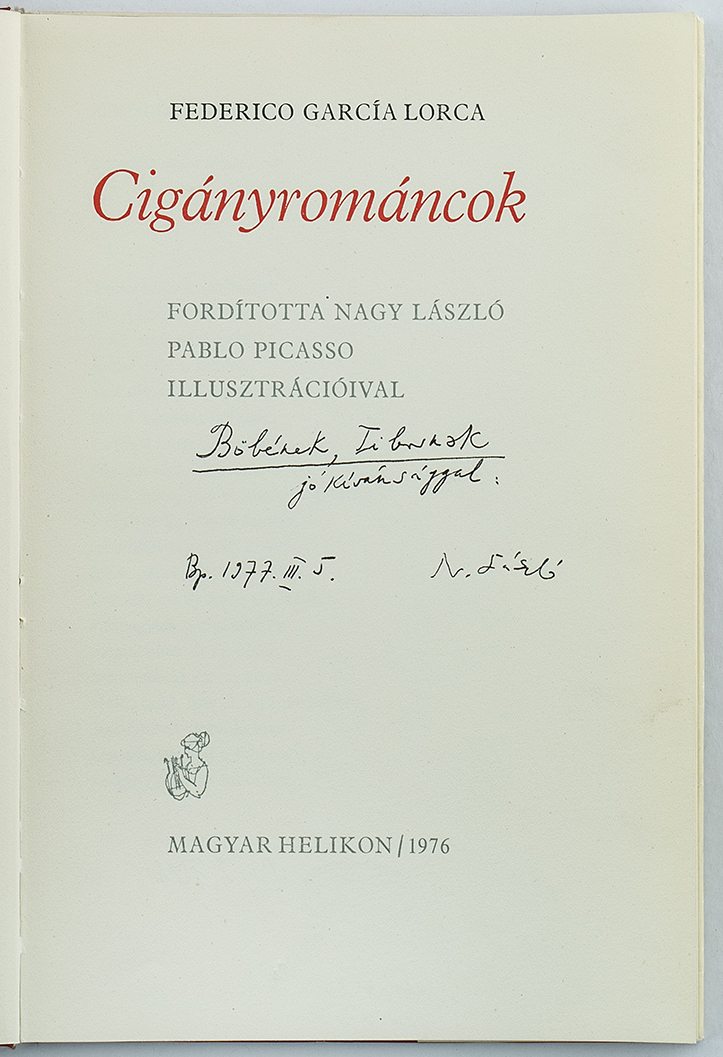 FEDERICO GARCÍA LORCA
Cigányrománcok
FORDÍTOTTA NAGY LÁSZLÓ
PABLO PICASSO
ILLUSZTRÁCIÓIVAL
Böbének, Tibornak
jókívánsággal:
Bp. 1977. III. 5. N. László
MAGYAR HELIKON / 1976